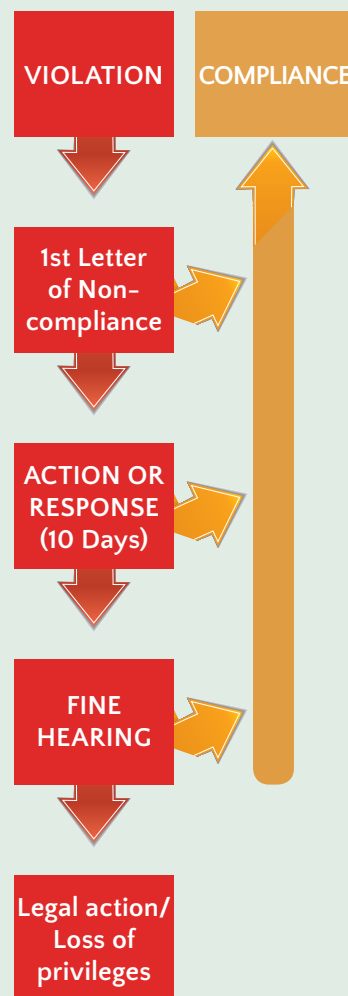 VIOLATION
COMPLIANCE
1st Letter
of Non-
compliance
ACTION OR
RESPONSE
(10 Days)
FINE
HEARING
Legal action/
Loss of
privileges